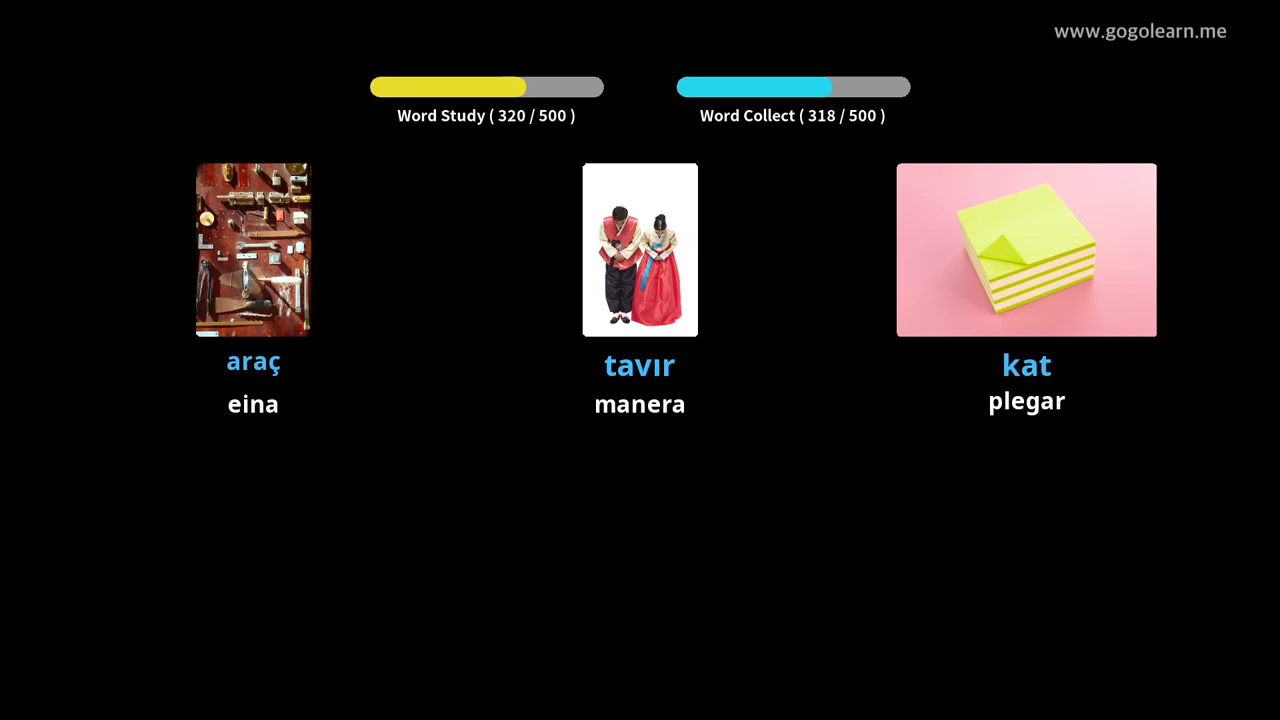 www.gogolearn.me
Word Study ( 320 / 500 )
Word Collect ( 318 / 500 )
araç
eina
tavır
manera
kat
plegar